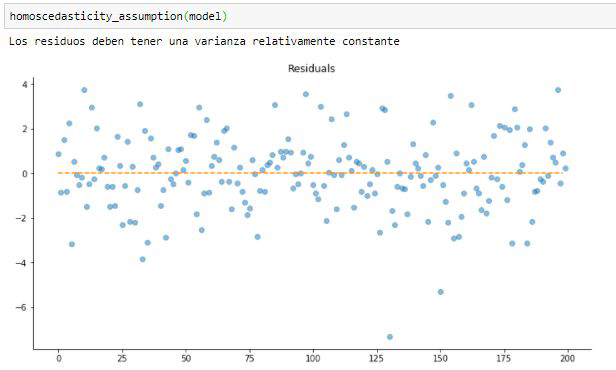 homoscedasticity_assumption(model)
Los residuos deben tener una varianza relativamente constante
Residuals
4
2
0
−2
−4
−6
0 25 50 75 100 125 150 175 200